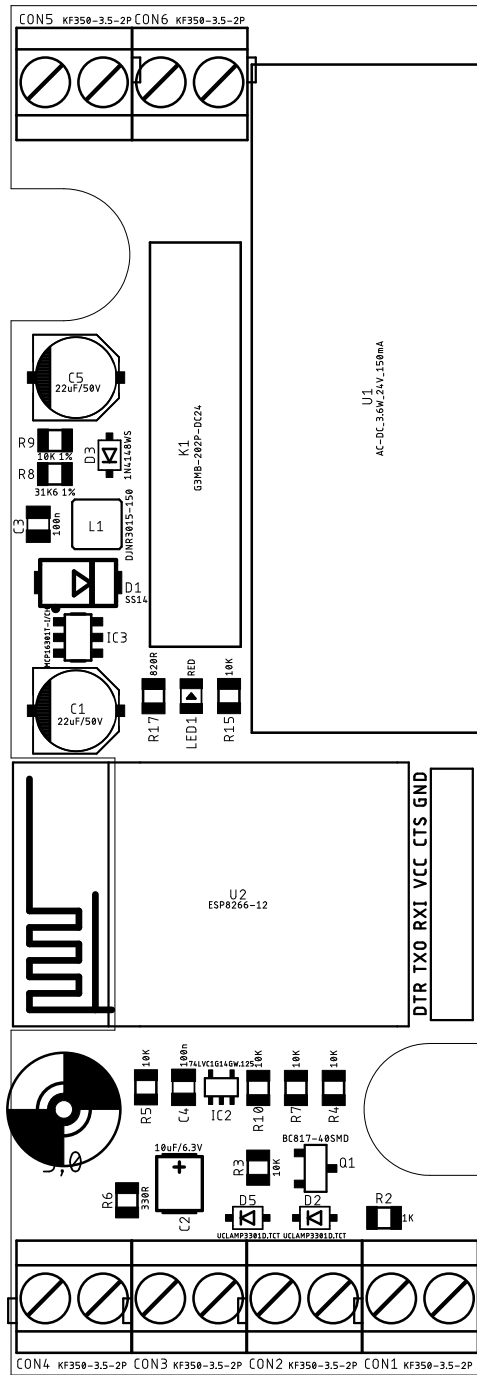 CON5 KF350-3.5-2P
CON6 KF350-3.5-2P
C5
22uF/50V
R9
10K 1%
R8
31K6 1%
D3
1N4148WS
C3
100n
L1
DJNR3015-150
D1
SS14
MCP16301T-I/CH
IC3
C1
22uF/50V
K1
G3MB-202P-DC24
U1
AC-DC_3.6W_24V_150mA
820R
R17
RED
LED1
10K
R15
U2
ESP8266-12
DTR TXO RXI VCC CTS GND
10K
R5
100n
C4
74LVC1G14GW,125
IC2
10K
R10
10K
R7
10K
R4
3,0
10uF/6.3V
+
C2
R6
330R
R3
10K
BC817-40SMD
Q1
D5
UCLAMP3301D.TCT
D2
UCLAMP3301D.TCT
R2
1K
CON4 KF350-3.5-2P
CON3 KF350-3.5-2P
CON2 KF350-3.5-2P
CON1 KF350-3.5-2P